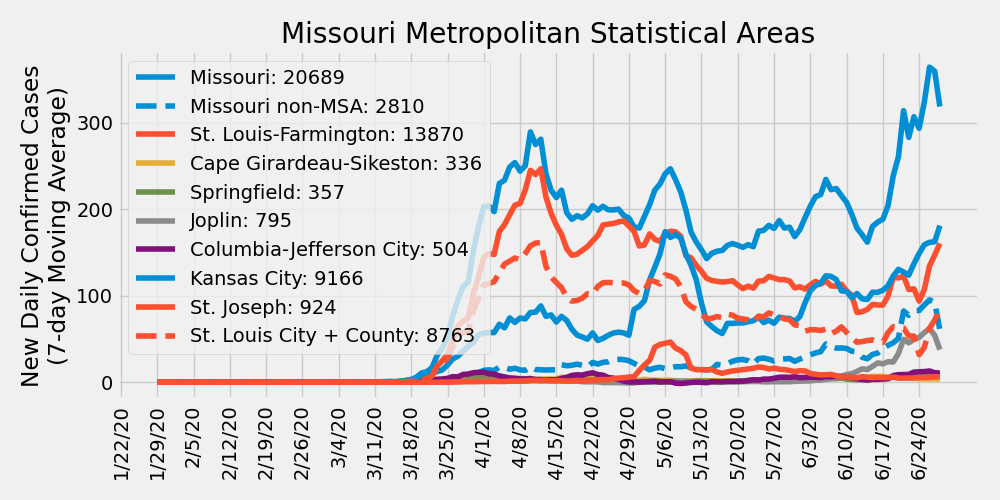 Missouri Metropolitan Statistical Areas
New Daily Confirmed Cases
(7-day Moving Average)
300
200
100
0
Missouri: 20689
Missouri non-MSA: 2810
St. Louis-Farmington: 13870
Cape Girardeau-Sikeston: 336
Springfield: 357
Joplin: 795
Columbia-Jefferson City: 504
Kansas City: 9166
St. Joseph: 924
St. Louis City + County: 8763
1/22/20
1/29/20
2/5/20
2/12/20
2/19/20
2/26/20
3/4/20
3/11/20
3/18/20
3/25/20
4/1/20
4/8/20
4/15/20
4/22/20
4/29/20
5/6/20
5/13/20
5/20/20
5/27/20
6/3/20
6/10/20
6/17/20
6/24/20